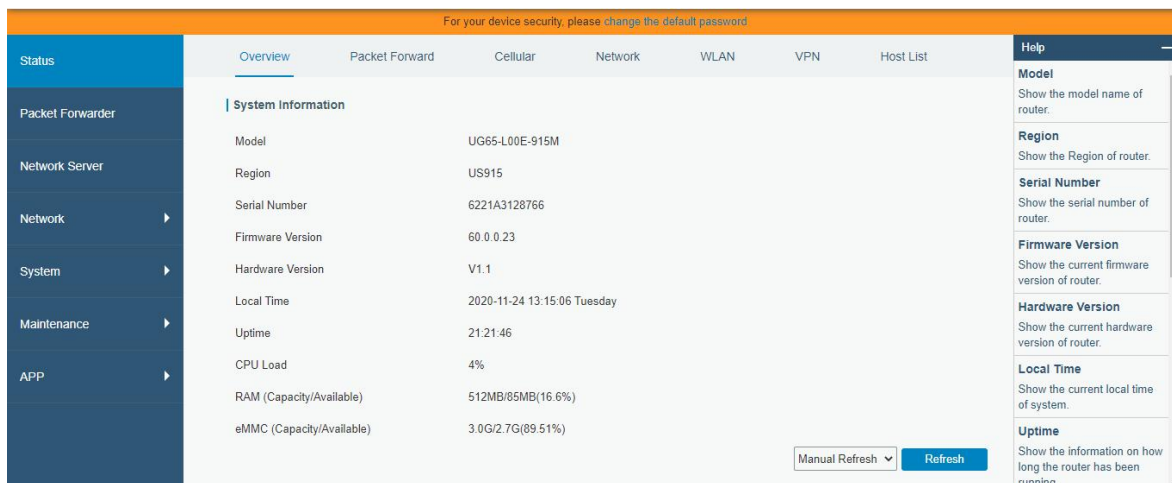 For your device security, please change the default password
Status
Packet Forwarder
Network Server
Network
System
Maintenance
APP
Overview Packet Forward Cellular Network WLAN VPN Host List
System Information
Model UG65-L00E-915M
Region US915
Serial Number 6221A3128766
Firmware Version 60.0.0.23
Hardware Version V1.1
Local Time 2020-11-24 13:15:06 Tuesday
Uptime 21:21:46
CPU Load 4%
RAM (Capacity/Available) 512MB/85MB(16.6%)
eMMC (Capacity/Available) 3.0G/2.7G(89.51%)
Manual Refresh Refresh
Help
Model
Show the model name of
router.
Region
Show the Region of router.
Serial Number
Show the serial number of
router.
Firmware Version
Show the current firmware
version of router.
Hardware Version
Show the current hardware
version of router.
Local Time
Show the current local time
of system.
Uptime
Show the information on how
long the router has been
running.